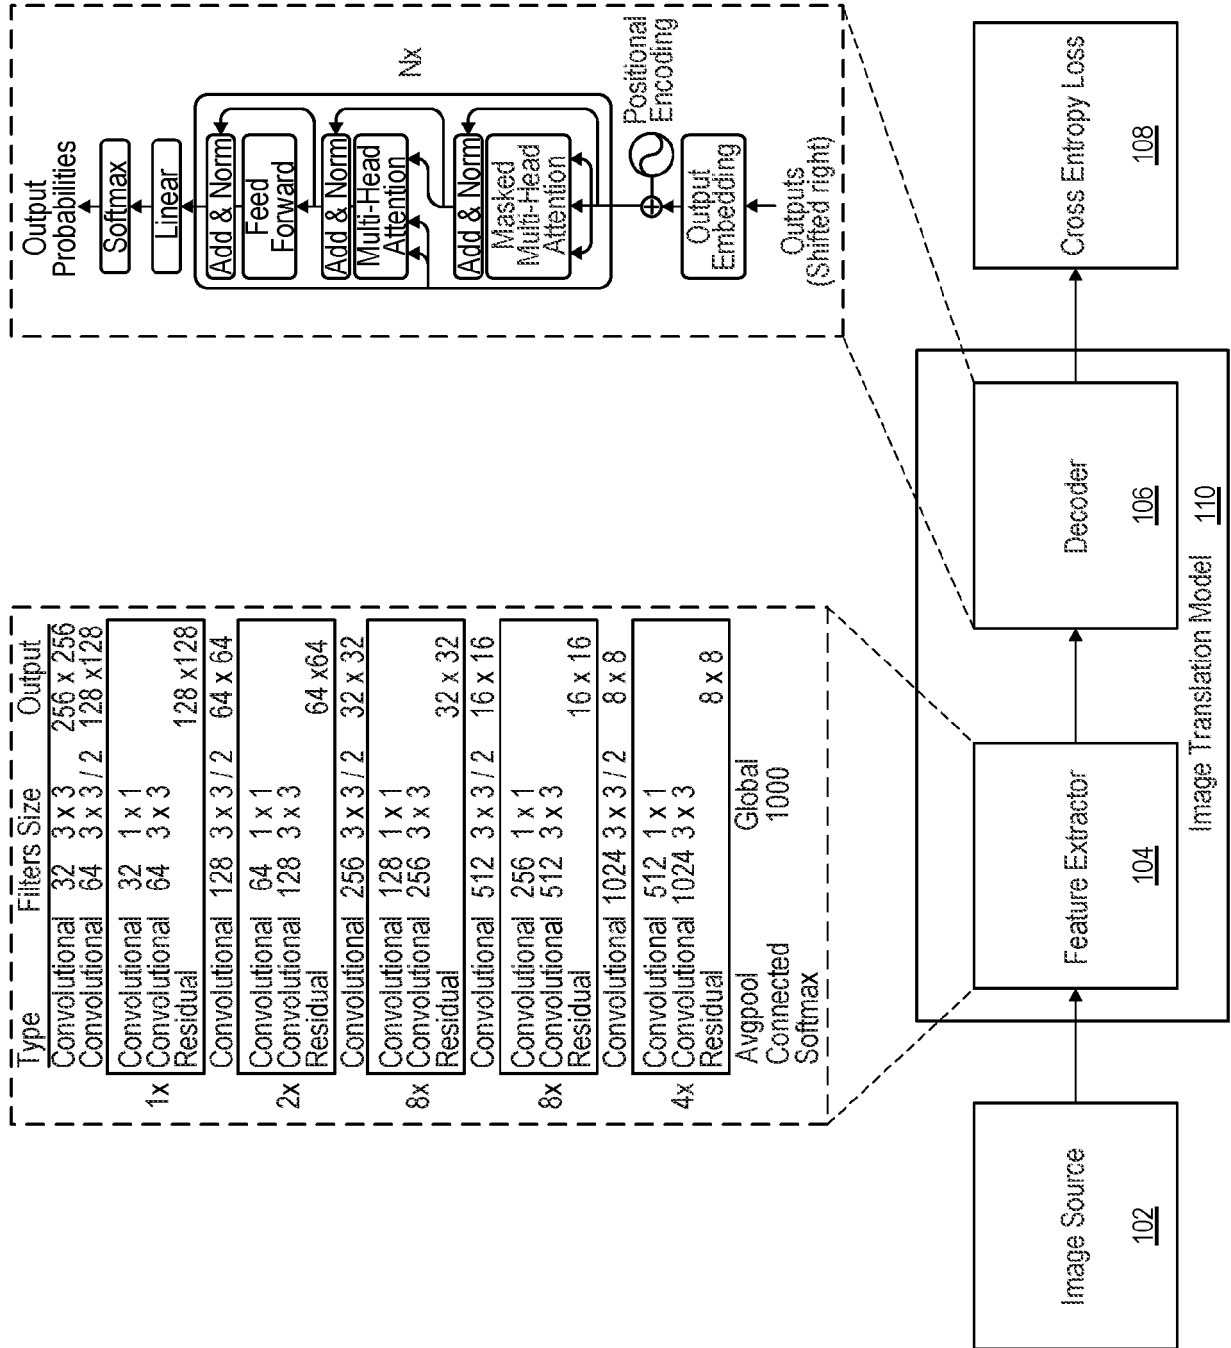 Type Filters Size Output
Convolutional 32 3 x 3 256 x 256
Convolutional 64 3 x 3 / 2 128 x128
1x
Convolutional 32 1 x 1
Convolutional 64 3 x 3
Residual 128 x128
Convolutional 128 3 x 3 / 2 64 x 64
2x
Convolutional 64 1 x 1
Convolutional 128 3 x 3
Residual 64 x64
Convolutional 256 3 x 3 / 2 32 x 32
8x
Convolutional 128 1 x 1
Convolutional 256 3 x 3
Residual 32 x 32
Convolutional 512 3 x 3 / 2 16 x 16
8x
Convolutional 256 1 x 1
Convolutional 512 3 x 3
Residual 16 x 16
Convolutional 1024 3 x 3 / 2 8 x 8
4x
Convolutional 512 1 x 1
Convolutional 1024 3 x 3
Residual 8 x 8
Avgpool Global
Connected 1000
Softmax
Output
Probabilities
Softmax
Linear
Add & Norm
Feed
Forward
Add & Norm
Multi-Head
Attention
Add & Norm
Masked
Multi-Head
Attention
Nx
Positional
Encoding
Output
Embedding
Outputs
(Shifted right)
Image Source
102
Feature Extractor
104
Decoder
106
Image Translation Model 110
Cross Entropy Loss
108